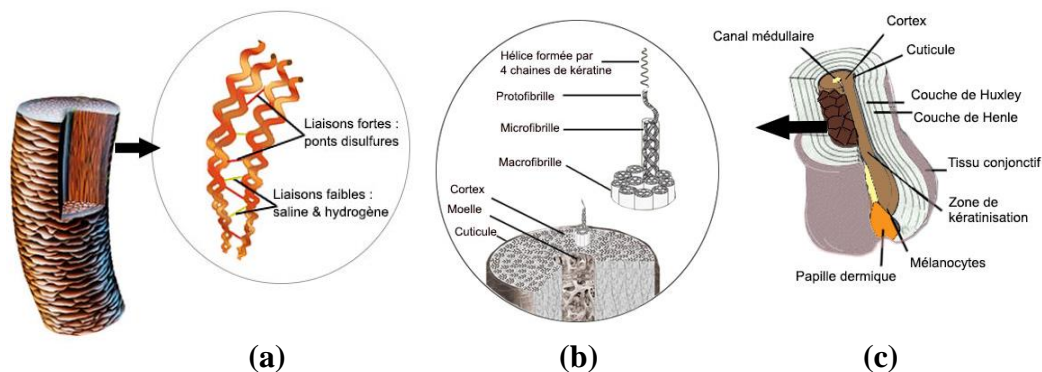 Liaisons fortes :
ponts disulfures
Liaisons faibles :
saline & hydrogène
(a)
Hélice formée par
4 chaines de kératine
Protofibrille
Microfibrille
Macrofibrille
Cortex
Moelle
Cuticule
(b)
Canal médullaire
Cortex
Cuticule
Couche de Huxley
Couche de Henle
Tissu conjonctif
Zone de
kératinisation
Mélanocytes
Papille dermique
(c)